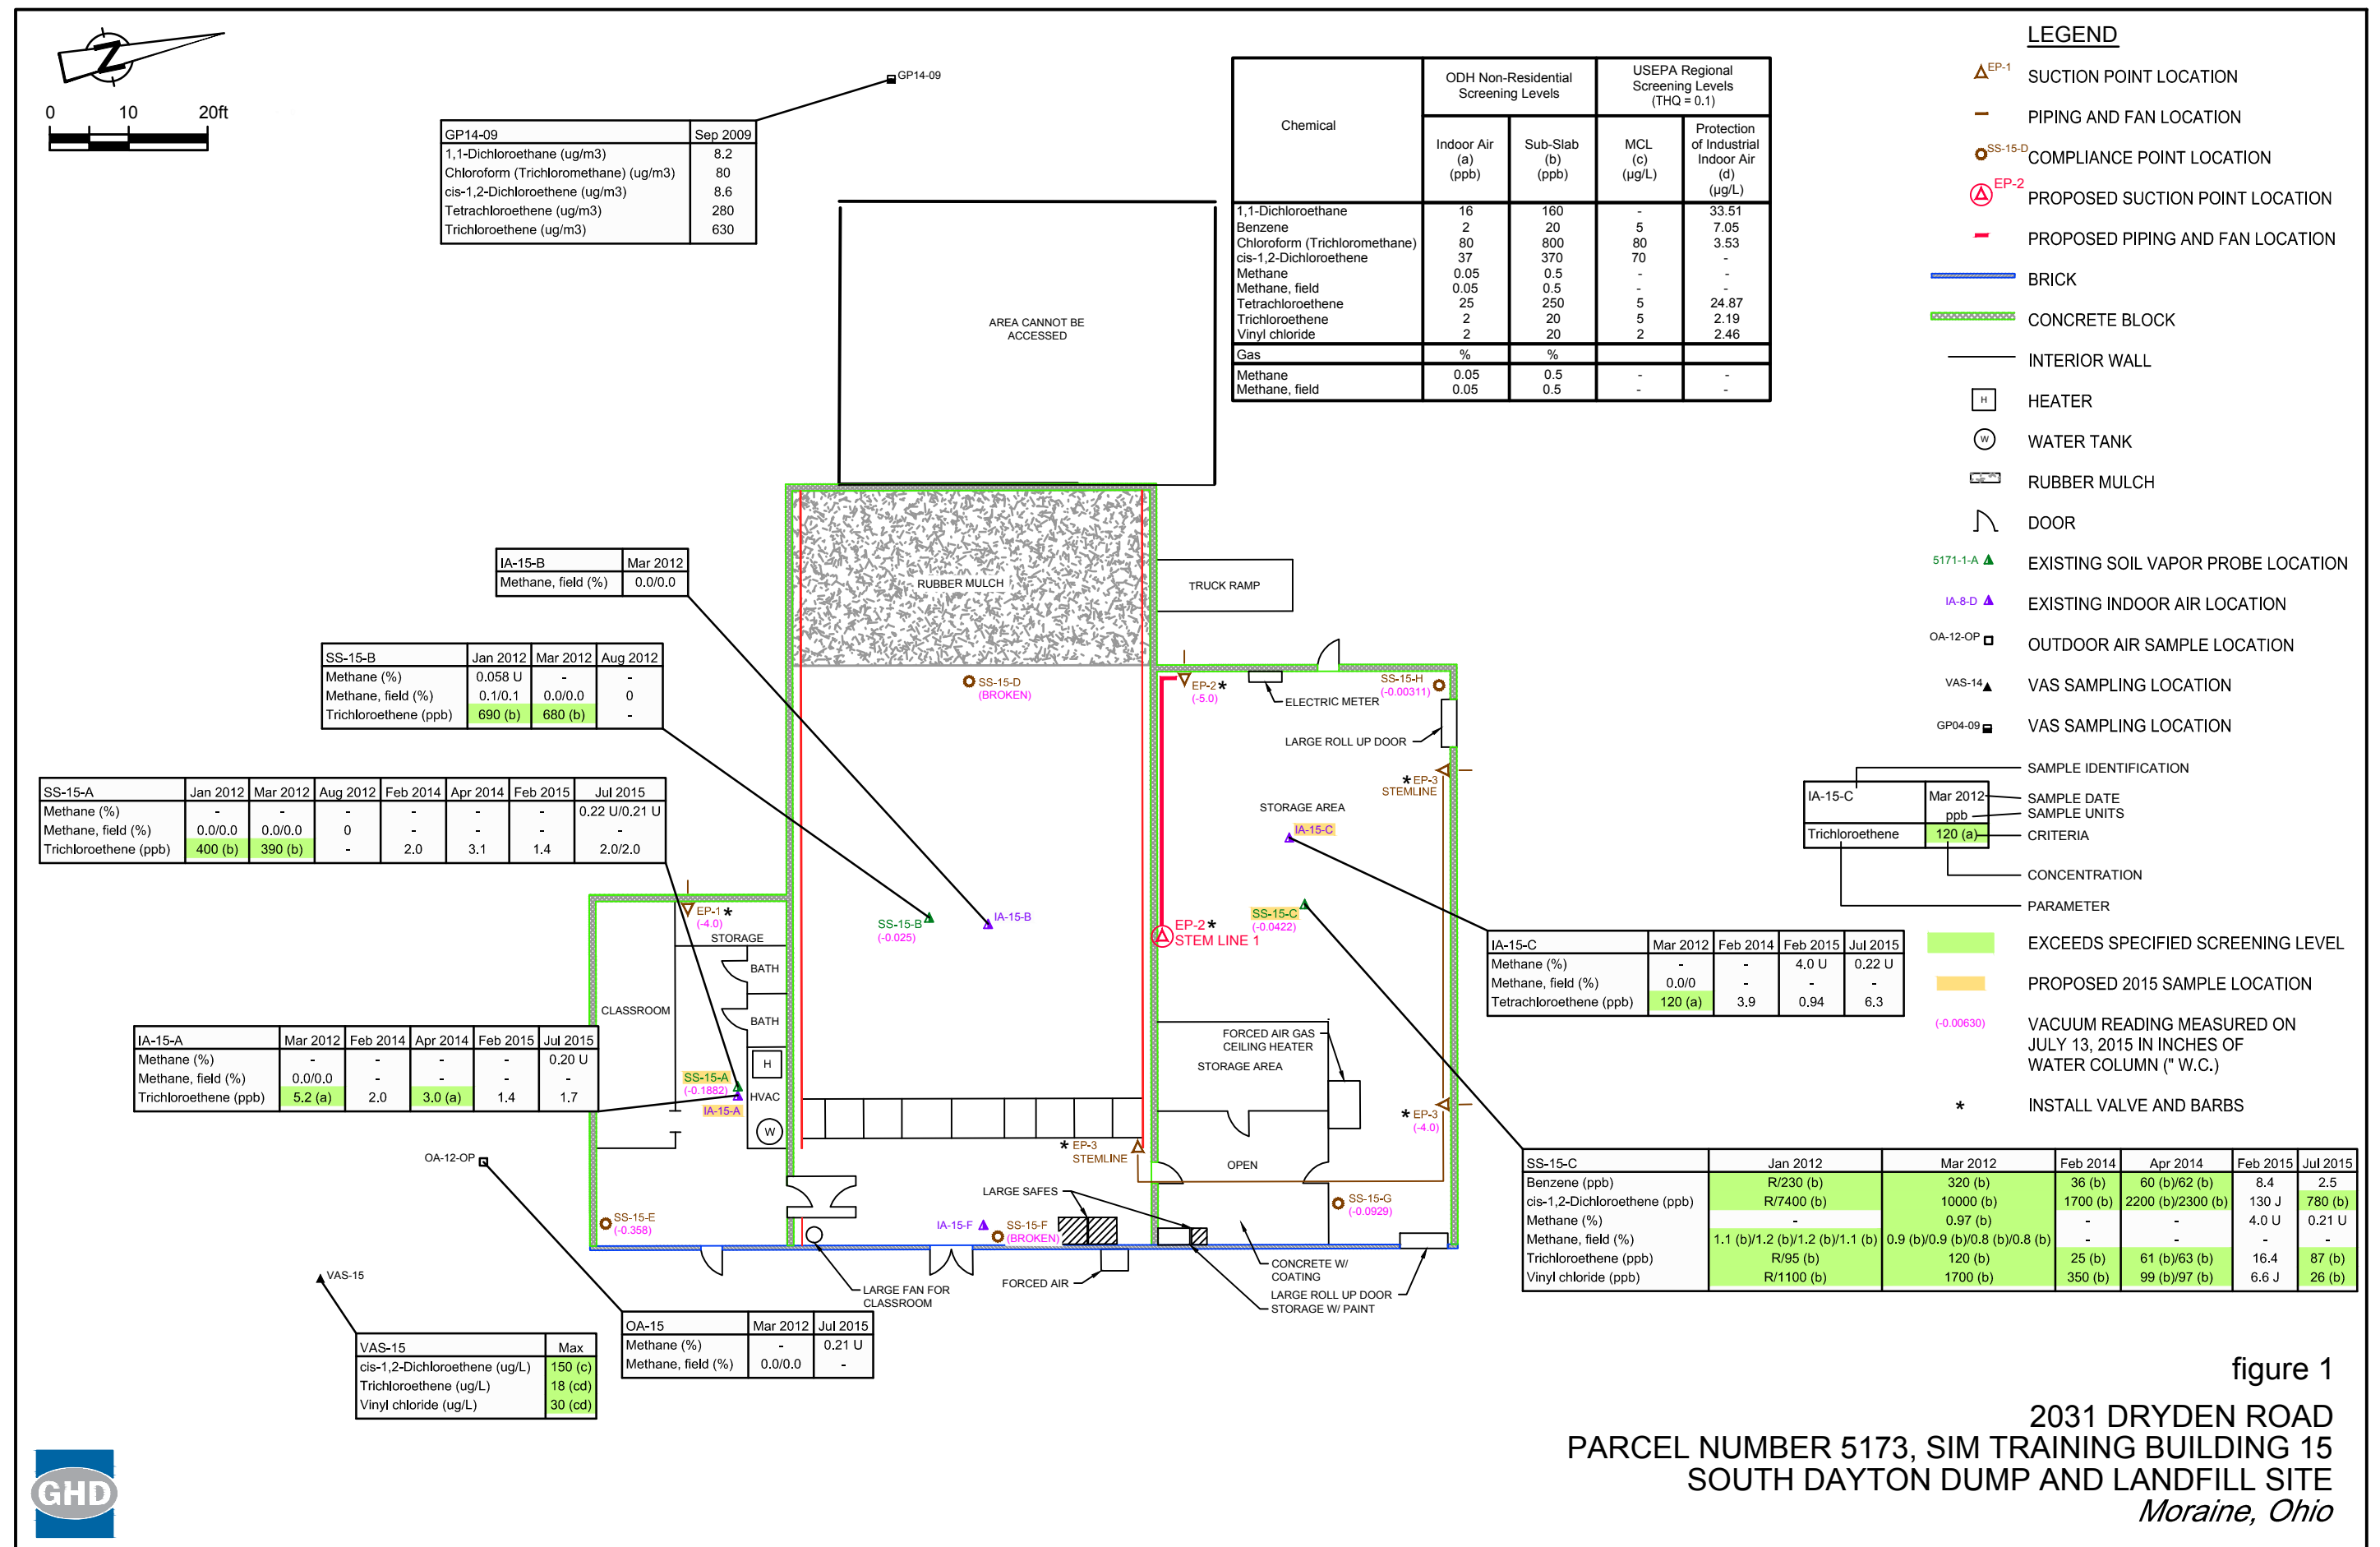 Z
0 10 20ft
GP14-09
GP14-09 Sep 2009
1,1-Dichloroethane (ug/m3) 8.2
Chloroform (Trichloromethane) (ug/m3) 80
cis-1,2-Dichloroethene (ug/m3) 8.6
Tetrachloroethene (ug/m3) 280
Trichloroethene (ug/m3) 630
Chemical
ODH Non-Residential
Screening Levels
USEPA Regional
Screening Levels
(THQ = 0.1)
Indoor Air
(a)
(ppb)
Sub-Slab
(b)
(ppb)
MCL
(c)
(µg/L)
Protection
of Industrial
Indoor Air
(d)
(µg/L)
1,1-Dichloroethane 16 160 - 33.51
Benzene 2 20 5 7.05
Chloroform (Trichloromethane) 80 800 80 3.53
cis-1,2-Dichloroethene 37 370 70 -
Methane 0.05 0.5 - -
Methane, field 0.05 0.5 - -
Tetrachloroethene 25 250 5 24.87
Trichloroethene 2 20 5 2.19
Vinyl chloride 2 20 2 2.46
Gas % %
Methane 0.05 0.5 - -
Methane, field 0.05 0.5 - -
LEGEND
EP-1 SUCTION POINT LOCATION
PIPING AND FAN LOCATION
SS-15-D COMPLIANCE POINT LOCATION
EP-2 PROPOSED SUCTION POINT LOCATION
PROPOSED PIPING AND FAN LOCATION
BRICK
CONCRETE BLOCK
INTERIOR WALL
H HEATER
W WATER TANK
RUBBER MULCH
DOOR
5171-1-A EXISTING SOIL VAPOR PROBE LOCATION
IA-8-D EXISTING INDOOR AIR LOCATION
OA-12-OP OUTDOOR AIR SAMPLE LOCATION
VAS-14 VAS SAMPLING LOCATION
GP04-09 VAS SAMPLING LOCATION
SAMPLE IDENTIFICATION
IA-15-C Mar 2012 SAMPLE DATE
ppb SAMPLE UNITS
Trichloroethene 120 (a) CRITERIA
CONCENTRATION
PARAMETER
EXCEEDS SPECIFIED SCREENING LEVEL
PROPOSED 2015 SAMPLE LOCATION
(-0.00630) VACUUM READING MEASURED ON
JULY 13, 2015 IN INCHES OF
WATER COLUMN (" W.C.)
* INSTALL VALVE AND BARBS
AREA CANNOT BE
ACCESSED
RUBBER MULCH
TRUCK RAMP
IA-15-B Mar 2012
Methane, field (%) 0.0/0.0
SS-15-B Jan 2012 Mar 2012 Aug 2012
Methane (%) 0.058 U - -
Methane, field (%) 0.1/0.1 0.0/0.0 0
Trichloroethene (ppb) 690 (b) 680 (b) -
SS-15-A Jan 2012 Mar 2012 Aug 2012 Feb 2014 Apr 2014 Feb 2015 Jul 2015
Methane (%) - - - - - - 0.22 U/0.21 U
Methane, field (%) 0.0/0.0 0.0/0.0 0 - - - -
Trichloroethene (ppb) 400 (b) 390 (b) - 2.0 3.1 1.4 2.0/2.0
IA-15-A Mar 2012 Feb 2014 Apr 2014 Feb 2015 Jul 2015
Methane (%) - - - - 0.20 U
Methane, field (%) 0.0/0.0 - - - -
Trichloroethene (ppb) 5.2 (a) 2.0 3.0 (a) 1.4 1.7
SS-15-D
(BROKEN)
EP-2 *
(-5.0)
ELECTRIC METER
SS-15-H
(-0.00311)
LARGE ROLL UP DOOR
* EP-3
STEMLINE
STORAGE AREA
IA-15-C
SS-15-C
(-0.0422)
EP-2 *
STEM LINE 1
SS-15-B
(-0.025)
IA-15-B
EP-1 *
(-4.0)
STORAGE
BATH
CLASSROOM
BATH
H
HVAC
W
SS-15-A
(-0.1882)
IA-15-A
FORCED AIR GAS
CEILING HEATER
STORAGE AREA
* EP-3
(-4.0)
* EP-3
STEMLINE
OPEN
LARGE SAFES
SS-15-G
(-0.0929)
SS-15-E
(-0.358)
IA-15-F
SS-15-F
(BROKEN)
LARGE FAN FOR
CLASSROOM
FORCED AIR
CONCRETE W/
COATING
LARGE ROLL UP DOOR
STORAGE W/ PAINT
OA-12-OP
VAS-15
IA-15-C Mar 2012 Feb 2014 Feb 2015 Jul 2015
Methane (%) - - 4.0 U 0.22 U
Methane, field (%) 0.0/0 - - -
Tetrachloroethene (ppb) 120 (a) 3.9 0.94 6.3
SS-15-C Jan 2012 Mar 2012 Feb 2014 Apr 2014 Feb 2015 Jul 2015
Benzene (ppb) R/230 (b) 320 (b) 36 (b) 60 (b)/62 (b) 8.4 2.5
cis-1,2-Dichloroethene (ppb) R/7400 (b) 10000 (b) 1700 (b) 2200 (b)/2300 (b) 130 J 780 (b)
Methane (%) - 0.97 (b) - - 4.0 U 0.21 U
Methane, field (%) 1.1 (b)/1.2 (b)/1.2 (b)/1.1 (b) 0.9 (b)/0.9 (b)/0.8 (b)/0.8 (b) - - - -
Trichloroethene (ppb) R/95 (b) 120 (b) 25 (b) 61 (b)/63 (b) 16.4 87 (b)
Vinyl chloride (ppb) R/1100 (b) 1700 (b) 350 (b) 99 (b)/97 (b) 6.6 J 26 (b)
OA-15 Mar 2012 Jul 2015
Methane (%) - 0.21 U
Methane, field (%) 0.0/0.0 -
VAS-15 Max
cis-1,2-Dichloroethene (ug/L) 150 (c)
Trichloroethene (ug/L) 18 (cd)
Vinyl chloride (ug/L) 30 (cd)
figure 1
2031 DRYDEN ROAD
PARCEL NUMBER 5173, SIM TRAINING BUILDING 15
SOUTH DAYTON DUMP AND LANDFILL SITE
Moraine, Ohio
GHD